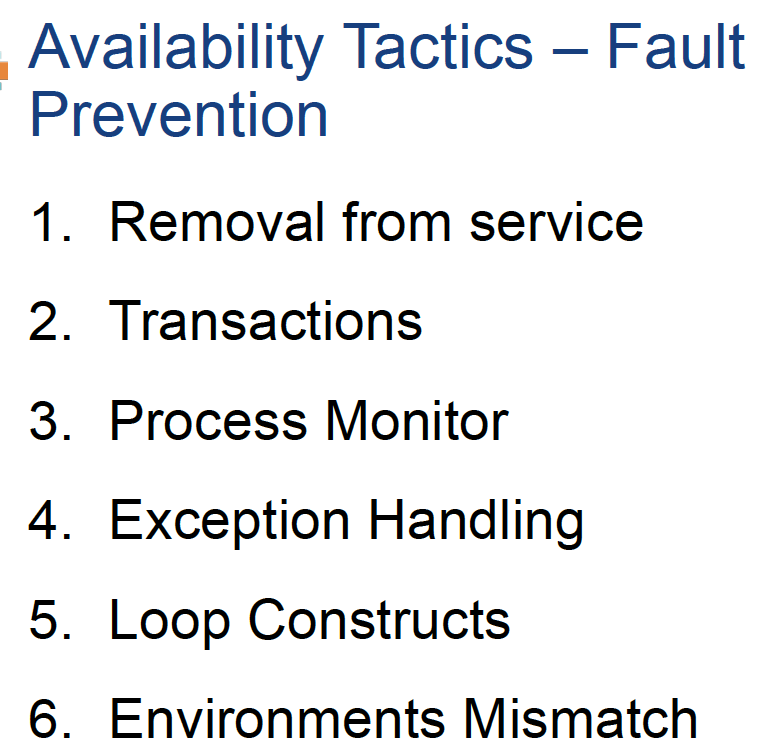 Availability Tactics – Fault
Prevention
1. Removal from service
2. Transactions
3. Process Monitor
4. Exception Handling
5. Loop Constructs
6. Environments Mismatch